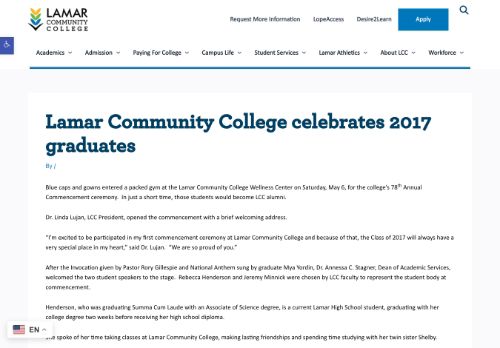 LAMAR
COMMUNITY
COLLEGE
Request More Information LopeAccess Desire2Learn Apply
Academics Admission Paying For College Campus Life Student Services Lamar Athletics About LCC Workforce
Lamar Community College celebrates 2017
graduates
By /
Blue caps and gowns entered a packed gym at the Lamar Community College Wellness Center on Saturday, May 6, for the college's 78th Annual
Commencement ceremony. In just a short time, those students would become LCC alumni.
Dr. Linda Lujan, LCC President, opened the commencement with a brief welcoming address.
"I'm excited to be participated in my first commencement ceremony at Lamar Community College and because of that, the Class of 2017 will always have a
very special place in my heart," said Dr. Lujan. "We are so proud of you."
After the Invocation given by Pastor Rory Gillespie and National Anthem sung by graduate Mya Yordin, Dr. Annessa C. Stagner, Dean of Academic Services,
welcomed the two student speakers to the stage. Rebecca Henderson and Jeremy Minnick were chosen by LCC faculty to represent the student body at
commencement.
Henderson, who was graduating Summa Cum Laude with an Associate of Science degree, is a current Lamar High School student, graduating with her
college degree two weeks before receiving her high school diploma.
spoke of her time taking classes at Lamar Community College, making lasting friendships and spending time studying with her twin sister Shelby.
EN